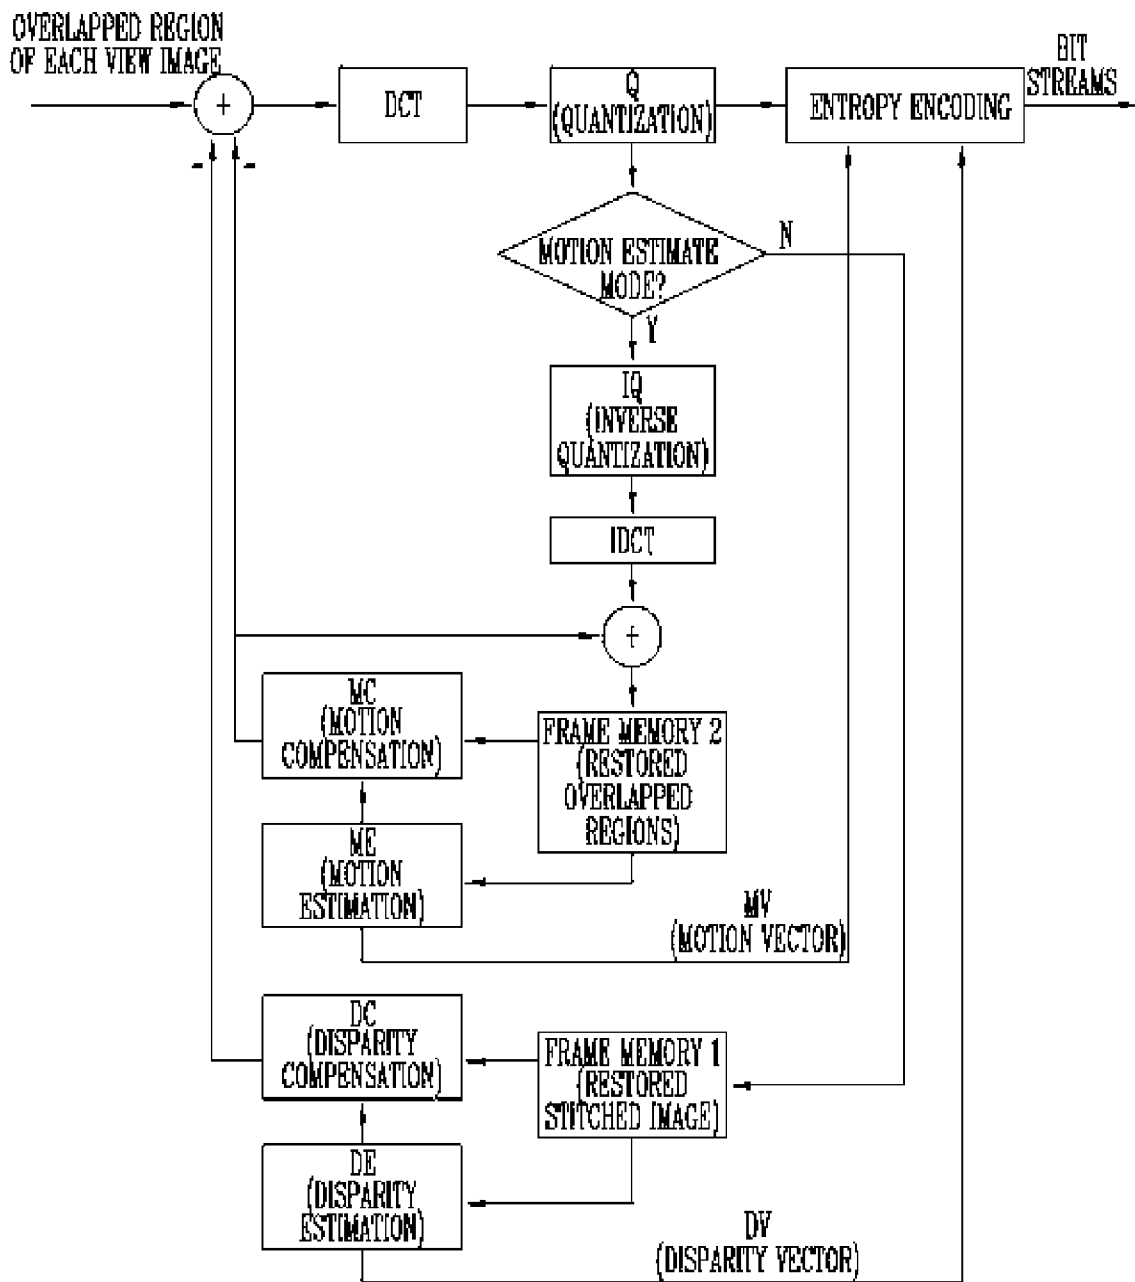 OVERLAPPED REGION
OF EACH VIEW IMAGE
+
-
-
DCT
Q
(QUANTIZATION)
ENTROPY ENCODING
BIT
STREAMS
MOTION ESTIMATE
MODE?
N
Y
IQ
(INVERSE
QUANTIZATION)
IDCT
+
MC
(MOTION
COMPENSATION)
FRAME MEMORY 2
(RESTORED
OVERLAPPED
REGIONS)
ME
(MOTION
ESTIMATION)
MV
(MOTION VECTOR)
DC
(DISPARITY
COMPENSATION)
FRAME MEMORY 1
(RESTORED
STITCHED IMAGE)
DE
(DISPARITY
ESTIMATION)
DV
(DISPARITY VECTOR)